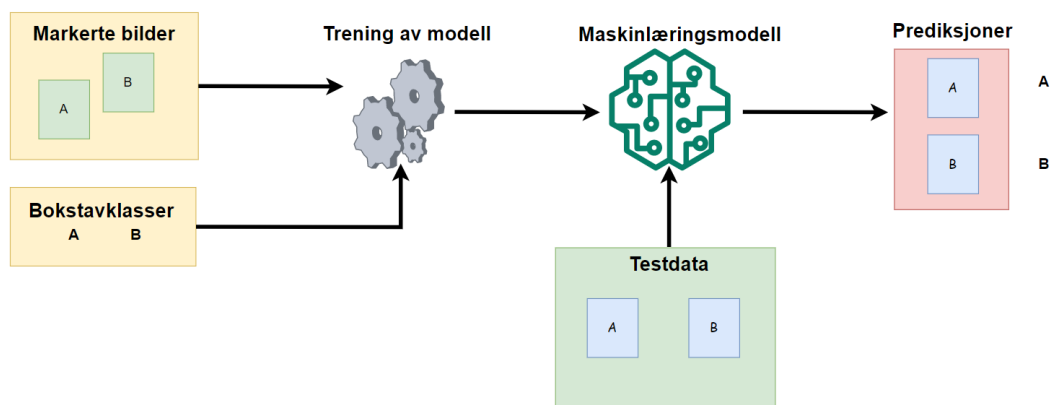 Markerte bilder
A
B
Bokstavklasser
A B
Trening av modell
Maskinlæringsmodell
Testdata
A B
Prediksjoner
A A
B B